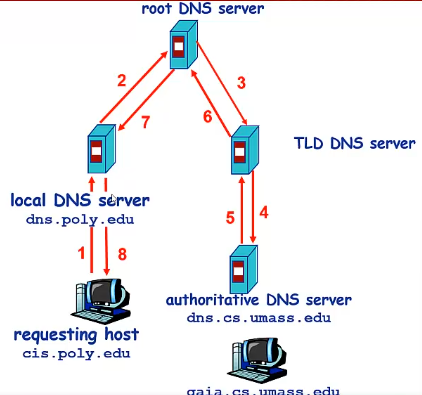 root DNS server
2
3
7
6
TLD DNS server
local DNS server
dns.poly.edu
5
4
1
8
authoritative DNS server
dns.cs.umass.edu
requesting host
cis.poly.edu
gaia.cs.umass.edu